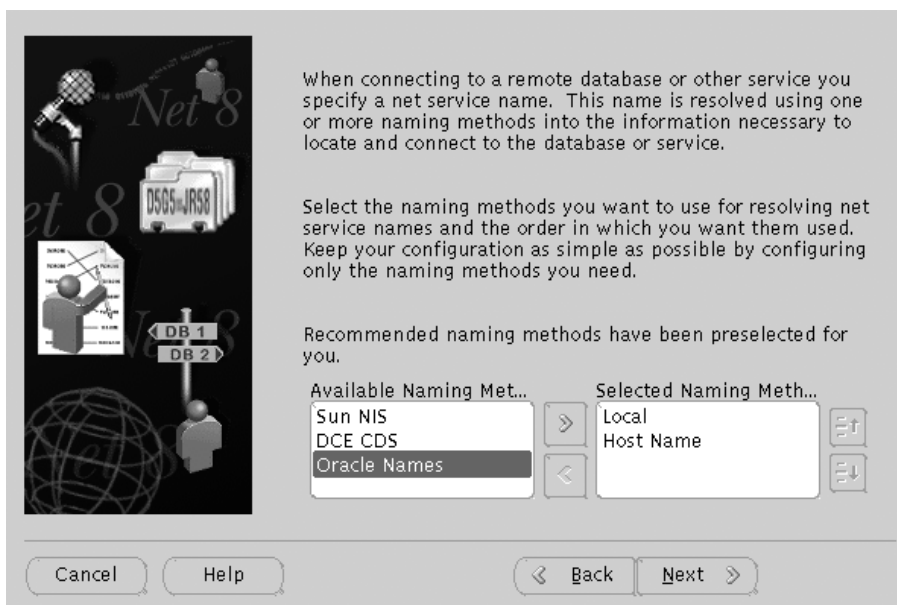 Net 8
D5G5-JR58
et 8
DB 1
DB 2
When connecting to a remote database or other service you
specify a net service name. This name is resolved using one
or more naming methods into the information necessary to
locate and connect to the database or service.
Select the naming methods you want to use for resolving net
service names and the order in which you want them used.
Keep your configuration as simple as possible by configuring
only the naming methods you need.
Recommended naming methods have been preselected for
you.
Available Naming Met...
Selected Naming Meth...
Sun NIS
DCE CDS
Oracle Names
Local
Host Name
Cancel
Help
Back
Next